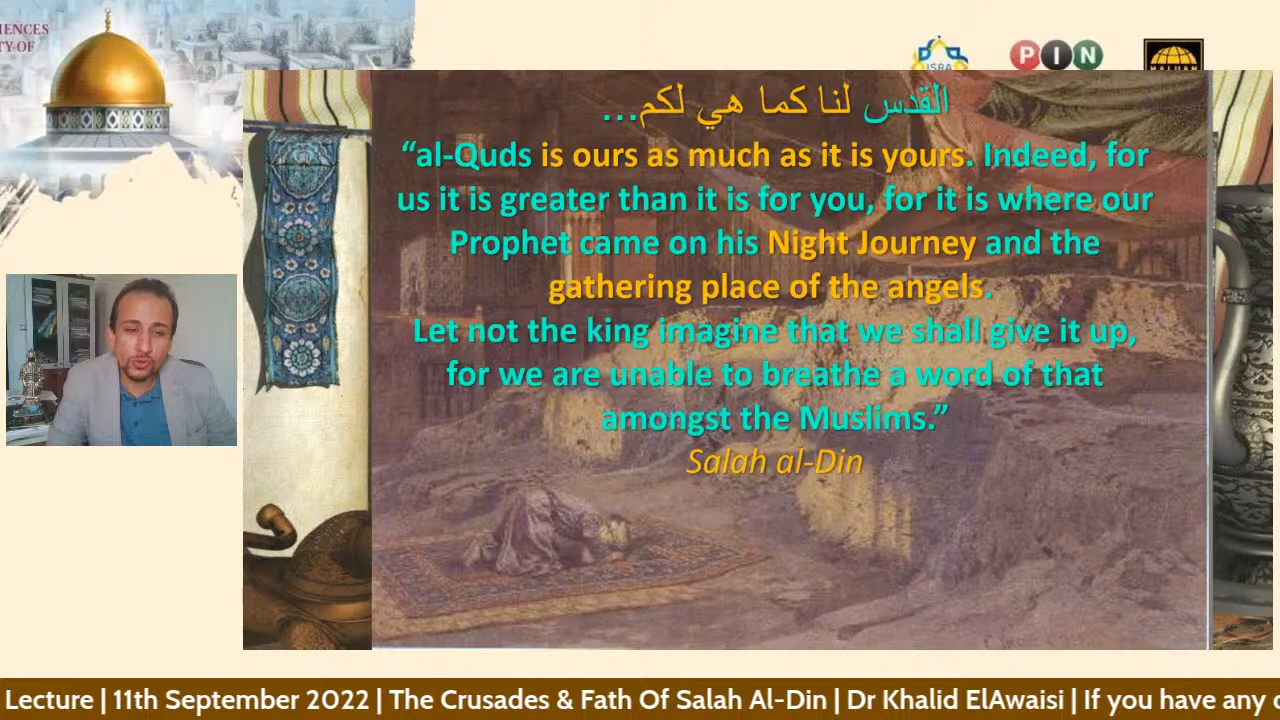 IENCES
TY OF
ISRA
PIN
القدس لنا كما هي لكم...
“al-Quds is ours as much as it is yours. Indeed, for
us it is greater than it is for you, for it is where our
Prophet came on his Night Journey and the
gathering place of the angels.
Let not the king imagine that we shall give it up,
for we are unable to breathe a word of that
amongst the Muslims.”
Salah al-Din
Lecture | 11th September 2022 | The Crusades & Fath Of Salah Al-Din | Dr Khalid ElAwaisi | If you have any